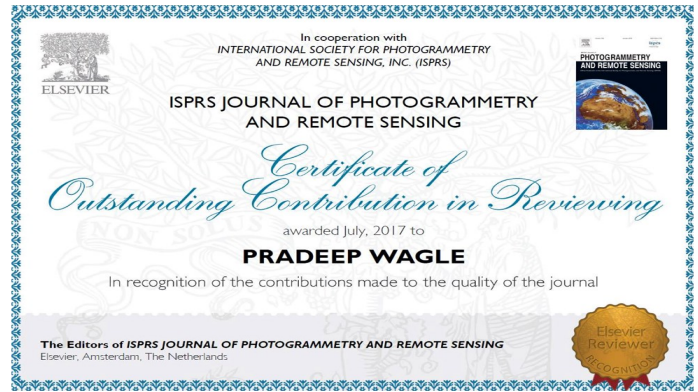 In cooperation with
INTERNATIONAL SOCIETY FOR PHOTOGRAMMETRY
AND REMOTE SENSING, INC. (ISPRS)
ELSEVIER
PHOTOGRAMMETRY
AND REMOTE SENSING
ISPRS JOURNAL OF PHOTOGRAMMETRY
AND REMOTE SENSING
Certificate of
Outstanding Contribution in Reviewing
awarded July, 2017 to
NON SOLUS
PRADEEP WAGLE
In recognition of the contributions made to the quality of the journal
The Editors of ISPRS JOURNAL OF PHOTOGRAMMETRY AND REMOTE SENSING
Elsevier, Amsterdam, The Netherlands
Elsevier
Reviewer
RECOGNITION